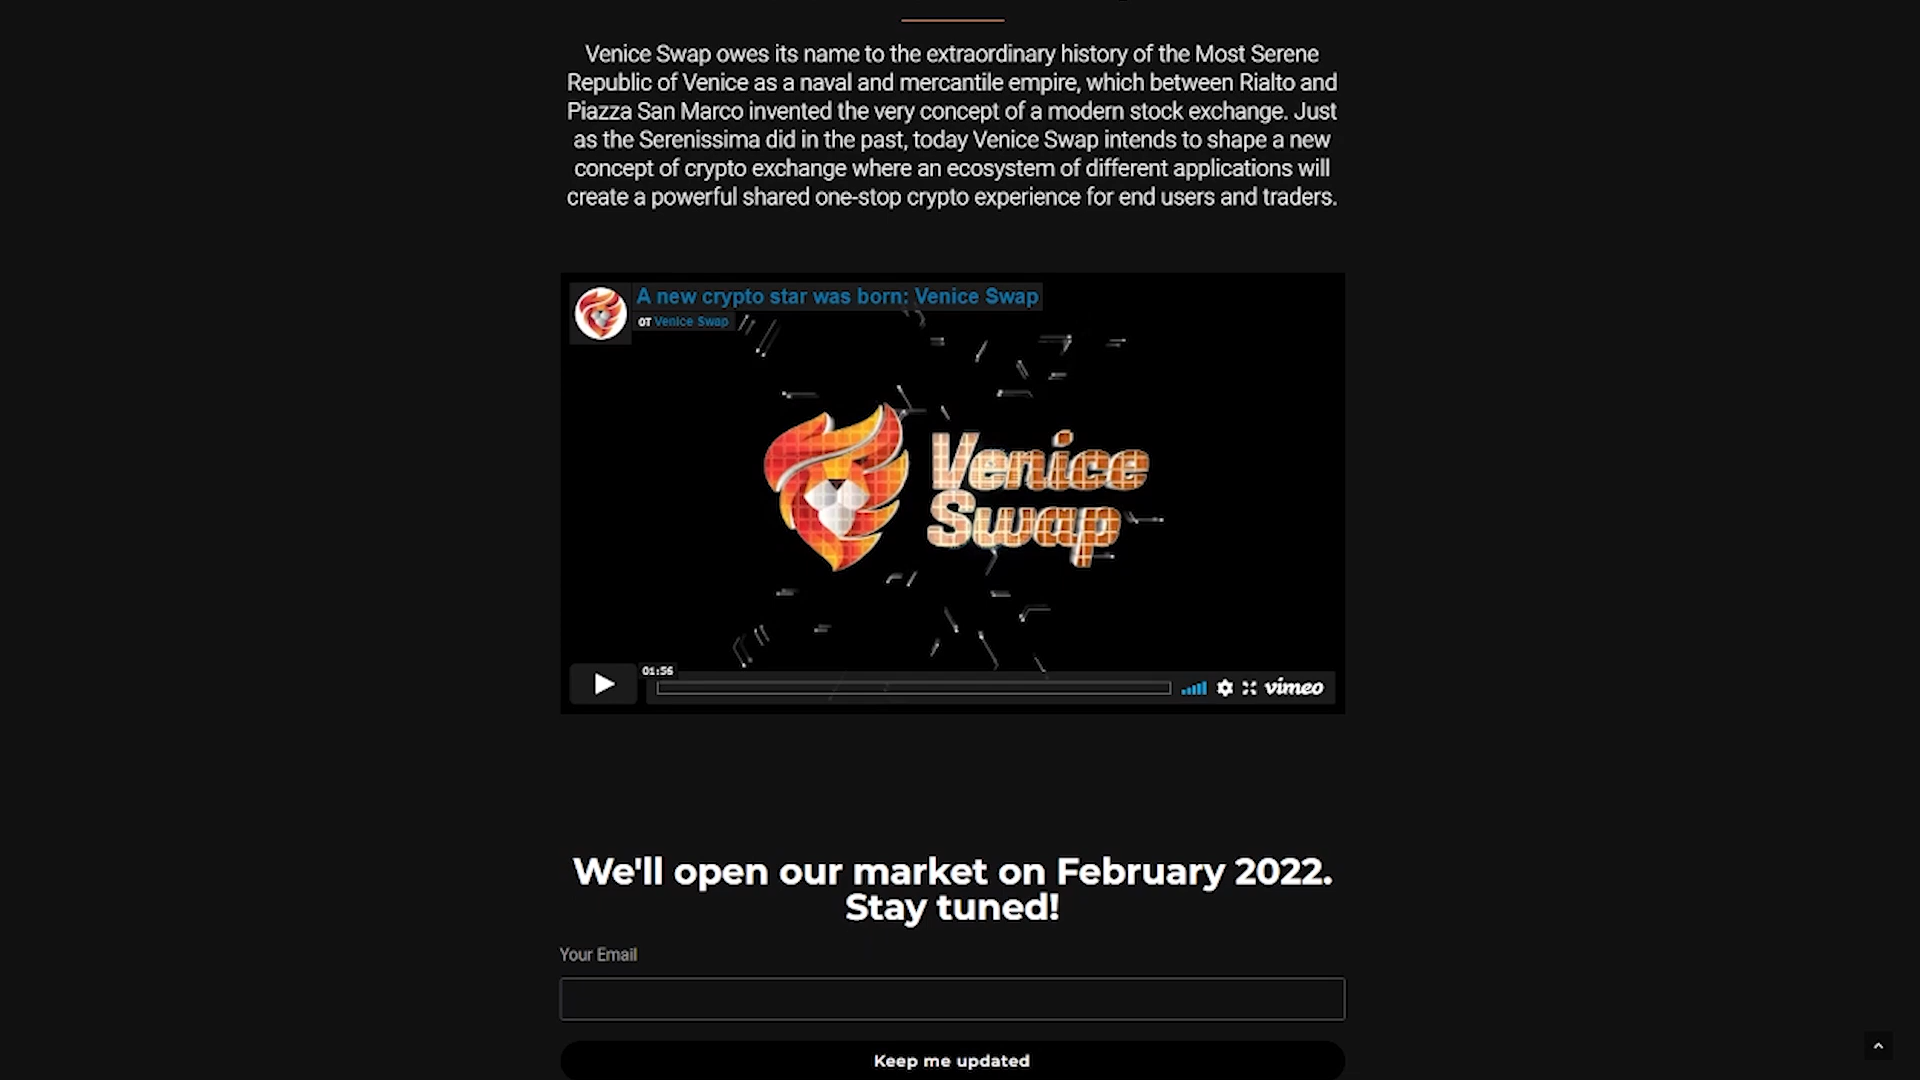 Venice Swap owes its name to the extraordinary history of the Most Serene
Republic of Venice as a naval and mercantile empire, which between Rialto and
Piazza San Marco invented the very concept of a modern stock exchange. Just
as the Serenissima did in the past, today Venice Swap intends to shape a new
concept of crypto exchange where an ecosystem of different applications will
create a powerful shared one-stop crypto experience for end users and traders.
A new crypto star was born: Venice Swap
от Venice Swap
Venice
Swap
01:56
vimeo
We'll open our market on February 2022.
Stay tuned!
Your Email
Keep me updated